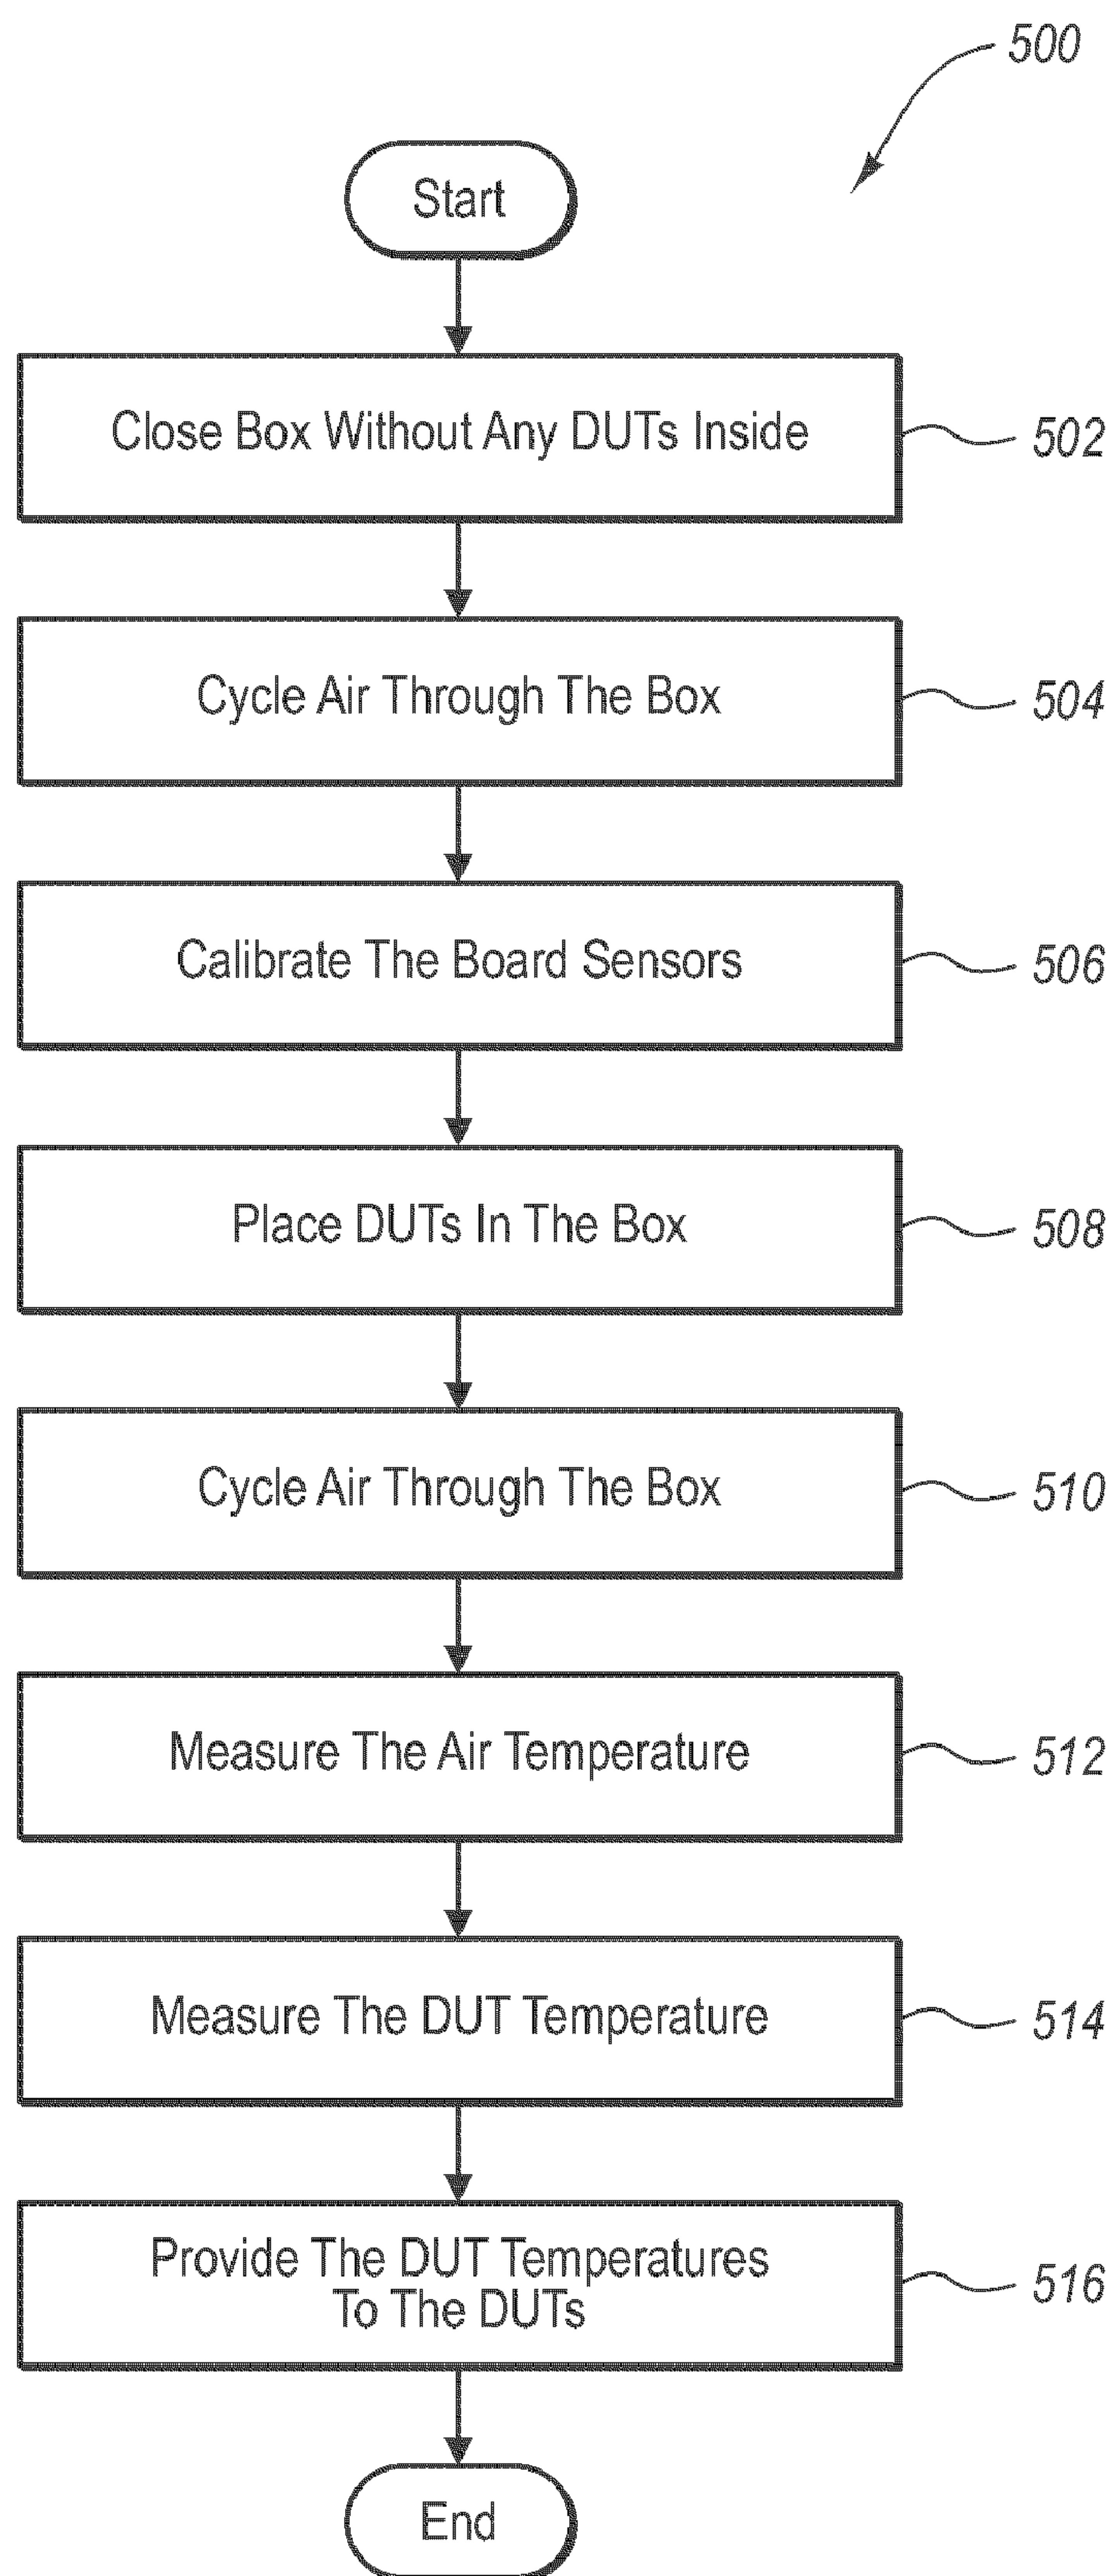 500
Start
Close Box Without Any DUTs Inside
502
Cycle Air Through The Box
504
Calibrate The Board Sensors
506
Place DUTs In The Box
508
Cycle Air Through The Box
510
Measure The Air Temperature
512
Measure The DUT Temperature
514
Provide The DUT Temperatures
To The DUTs
516
End